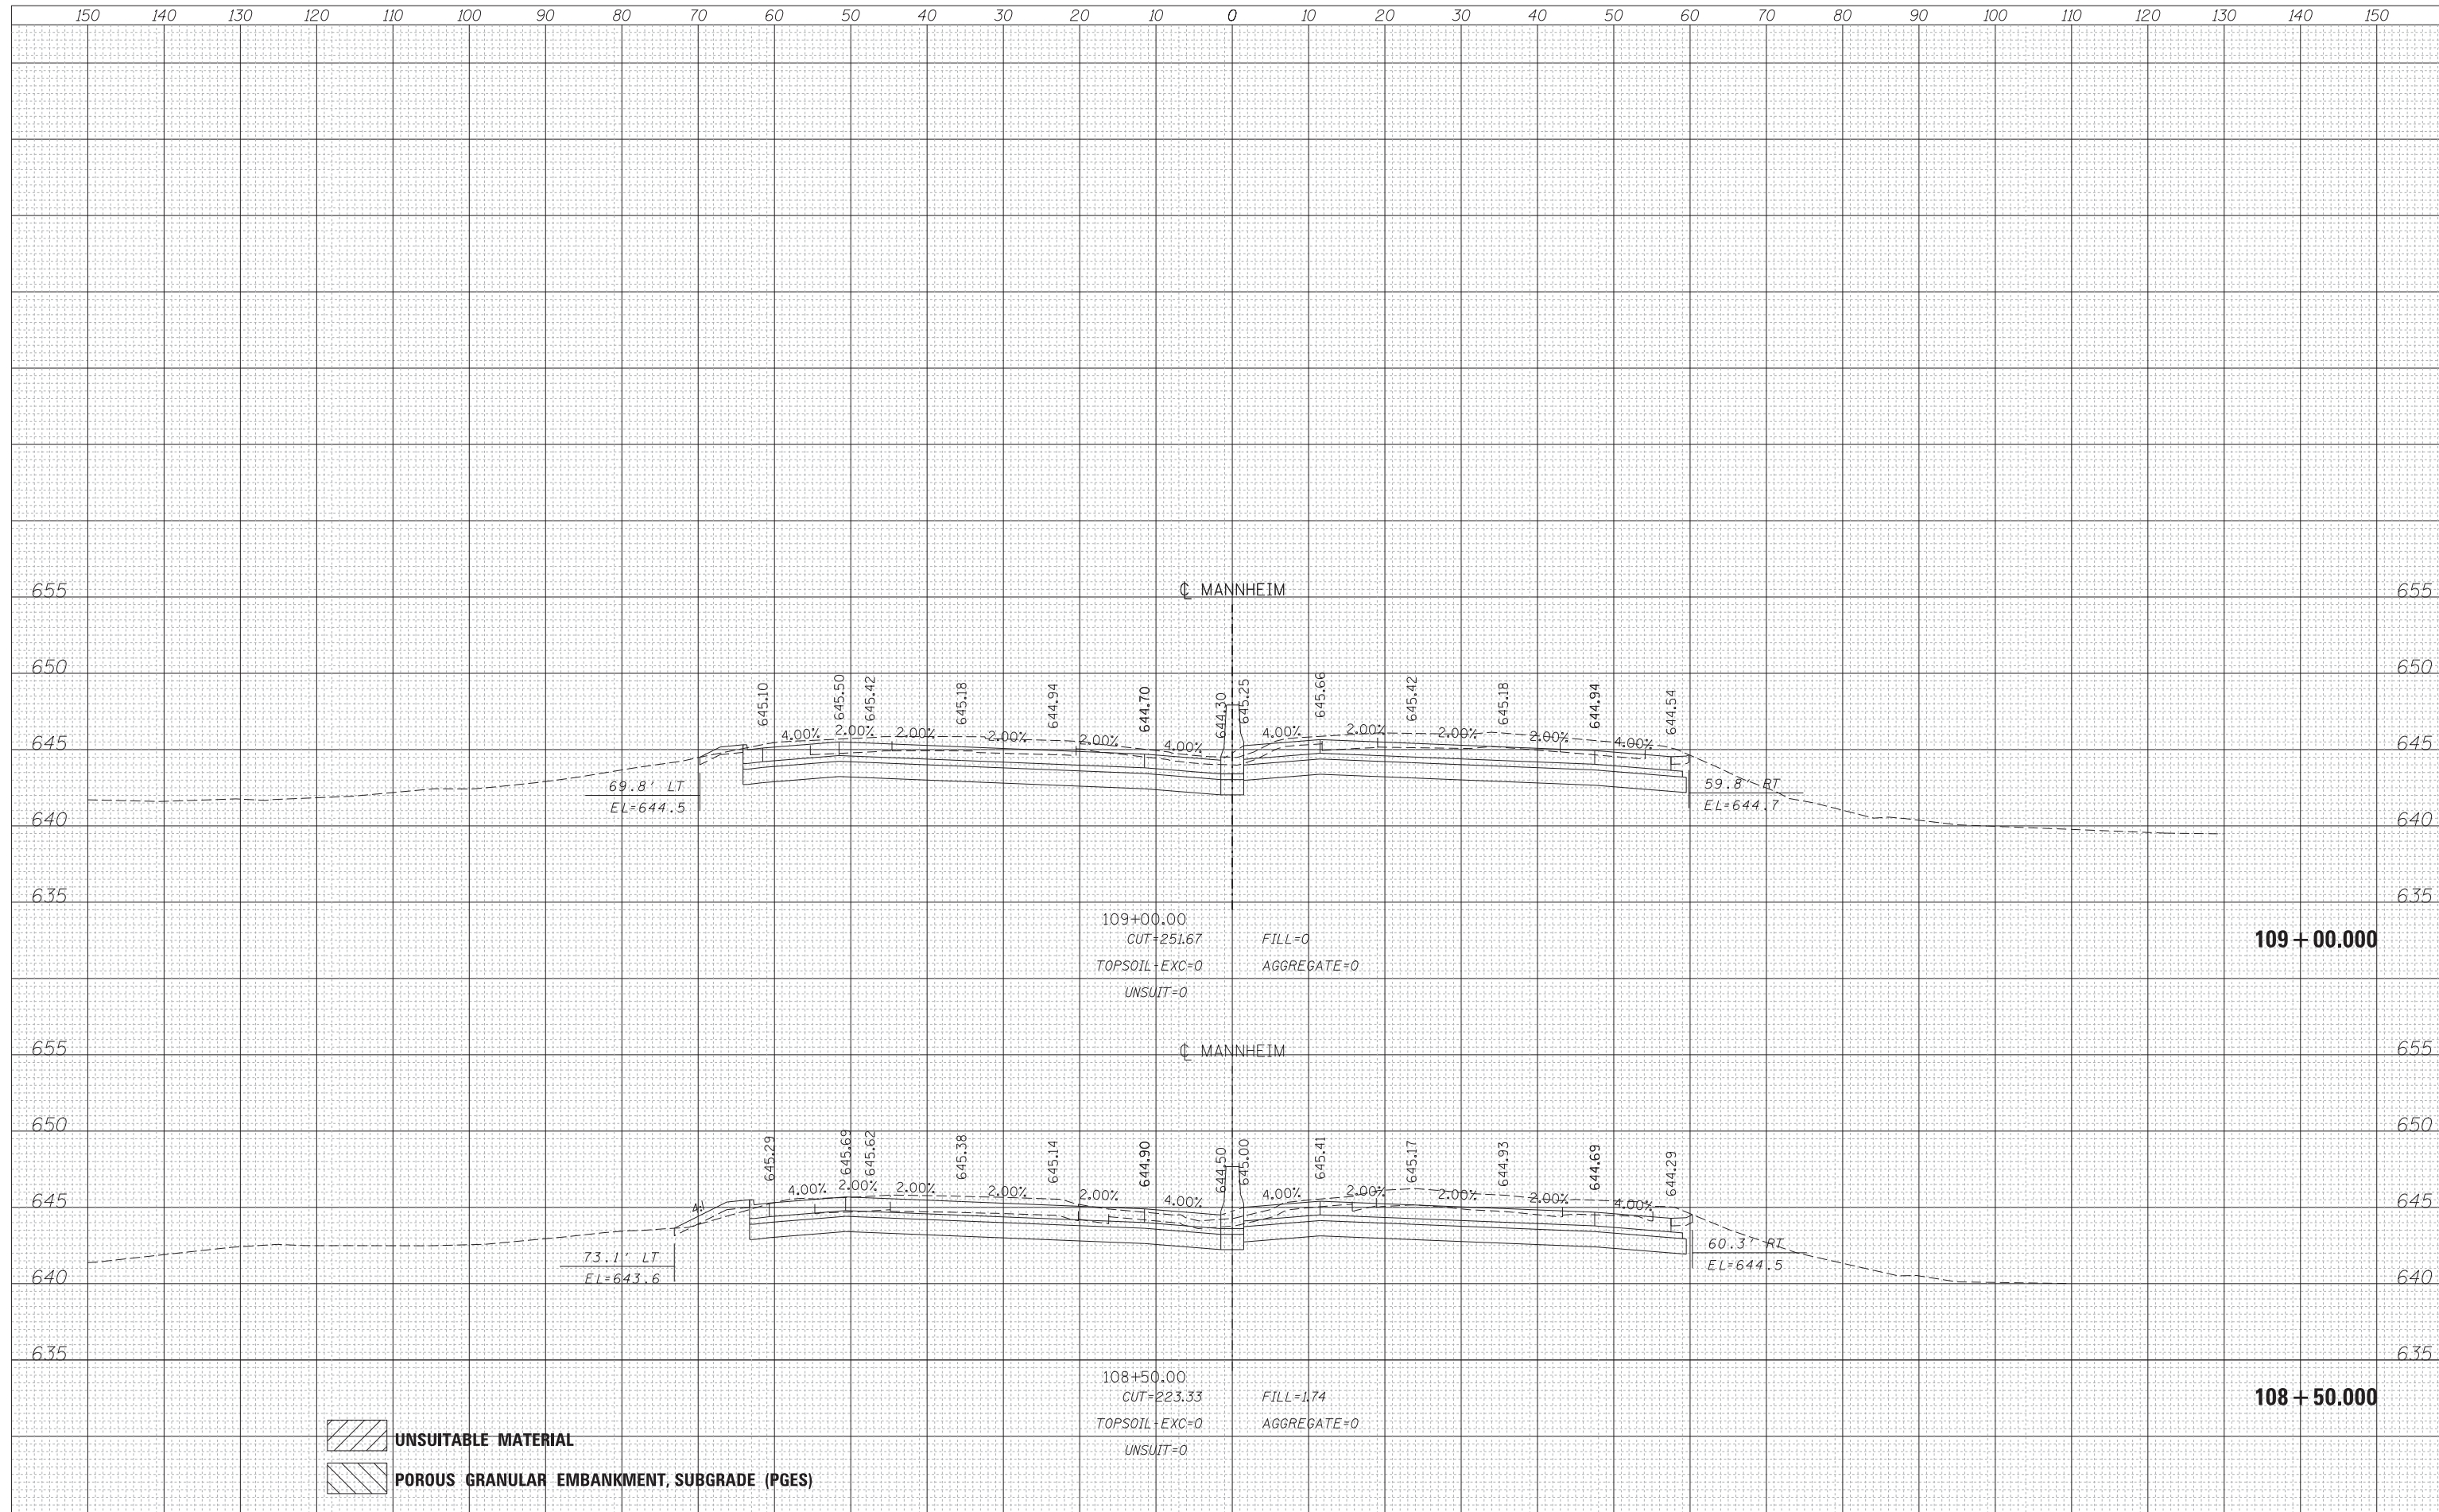 150 140 130 120 110 100 90 80 70 60 50 40 30 20 10 0 10 20 30 40 50 60 70 80 90 100 110 120 130 140 150
655 655
℄ MANNHEIM
650 650
645.10 645.50 645.42 645.18 644.94 644.70 644.30 645.25 645.66 645.42 645.18 644.94 644.54
645 645
4.00% 2.00% 2.00% 2.00% 2.00% 4.00% 4.00% 2.00% 2.00% 2.00% 4.00%
69.8' LT 59.8' RT
EL=644.5 EL=644.7
640 640
635 635
109+00.00
CUT=251.67 FILL=0
109+00.000
TOPSOIL-EXC=0 AGGREGATE=0
UNSUIT=0
655 655
℄ MANNHEIM
650 650
645.29 645.69 645.62 645.38 645.14 644.90 644.50 645.00 645.41 645.17 644.93 644.69 644.29
645 645
4.00% 2.00% 2.00% 2.00% 2.00% 4.00% 4.00% 2.00% 2.00% 2.00% 4.00%
73.1' LT 60.3' RT
EL=643.6 EL=644.5
640 640
635 635
108+50.00
CUT=223.33 FILL=1.74
108+50.000
TOPSOIL-EXC=0 AGGREGATE=0
UNSUIT=0
UNSUITABLE MATERIAL
POROUS GRANULAR EMBANKMENT, SUBGRADE (PGES)